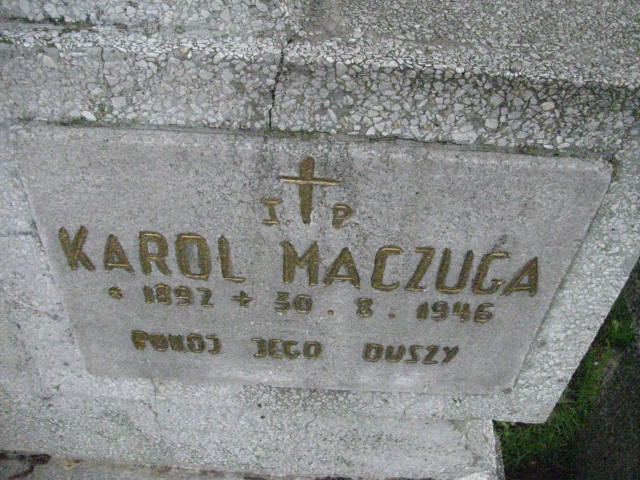 I P
KAROL MACZUGA
* 1892 + 30. 8. 1946
POKÓJ JEGO DUSZY